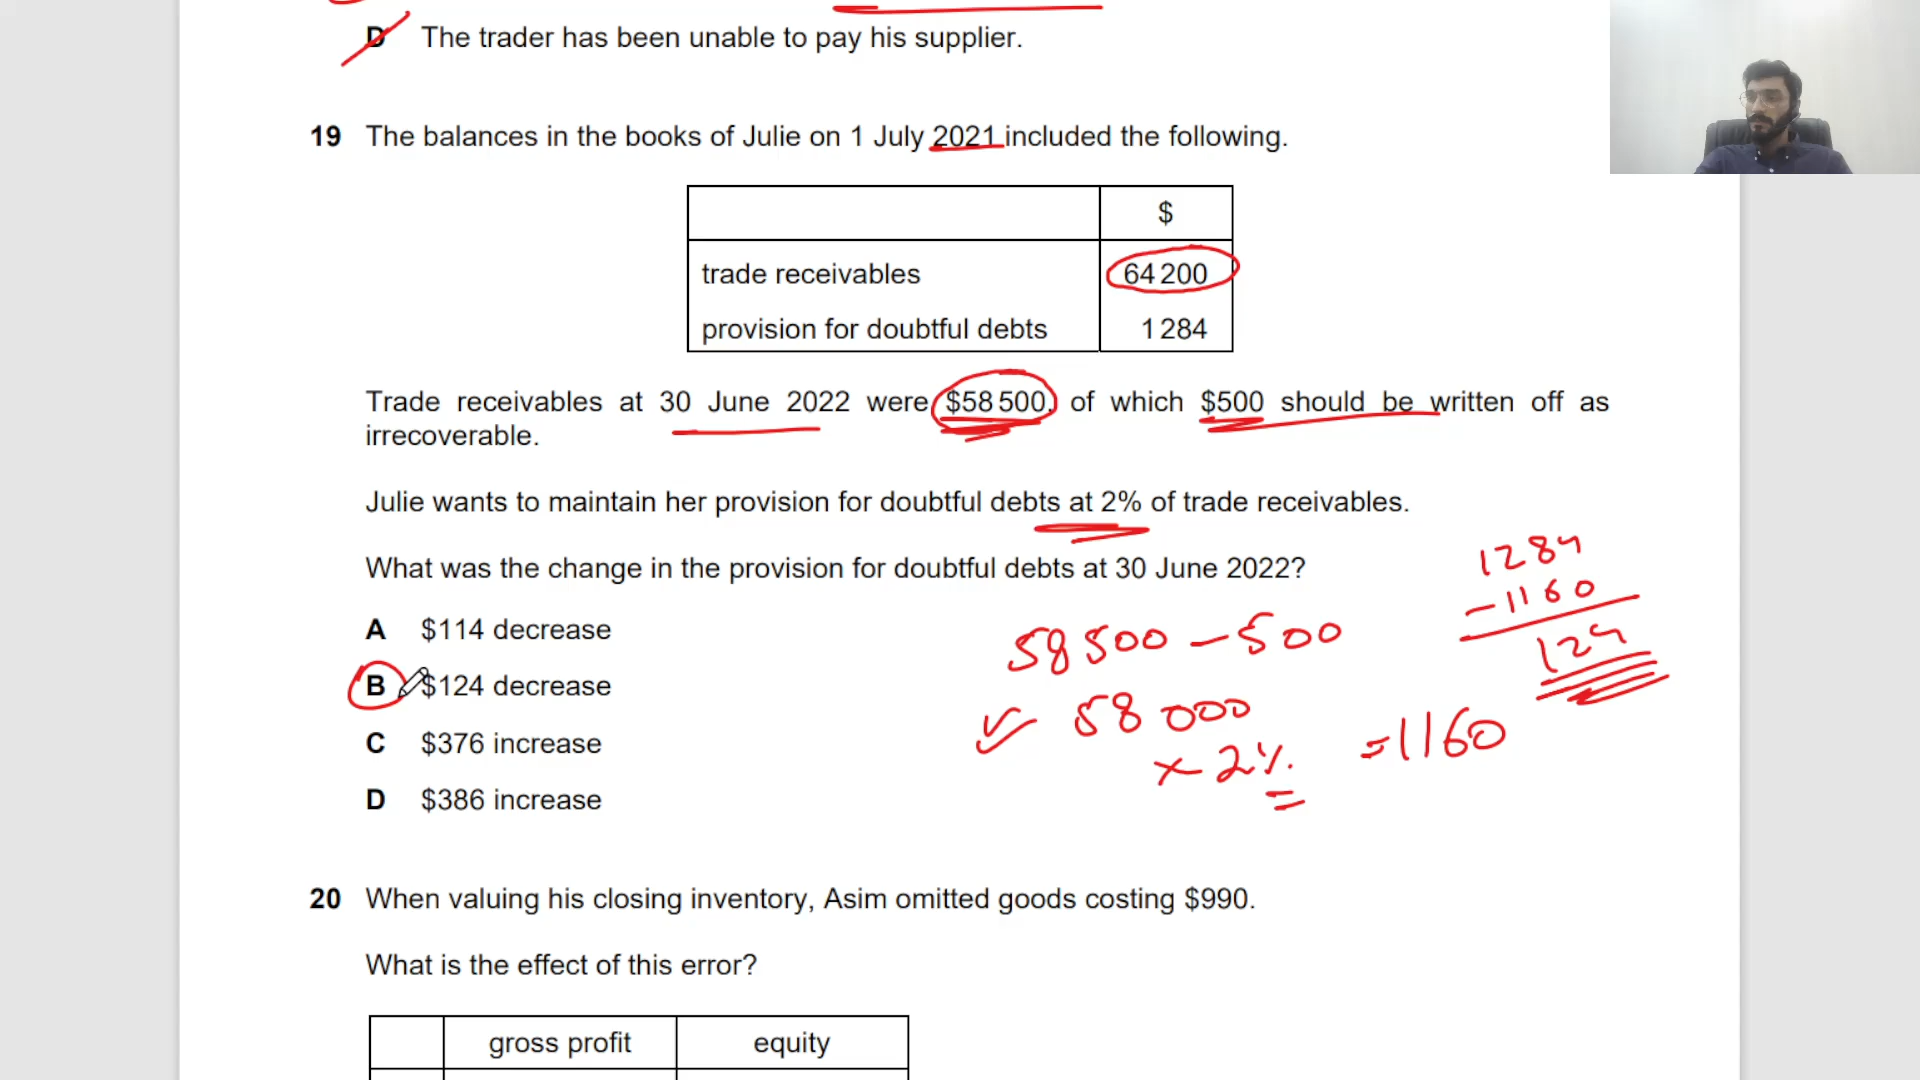 D The trader has been unable to pay his supplier.
19 The balances in the books of Julie on 1 July 2021 included the following.
$
trade receivables 64 200
provision for doubtful debts 1 284
Trade receivables at 30 June 2022 were $58 500, of which $500 should be written off as
irrecoverable.
Julie wants to maintain her provision for doubtful debts at 2% of trade receivables.
What was the change in the provision for doubtful debts at 30 June 2022?
A $114 decrease
B $124 decrease
C $376 increase
D $386 increase
58500 – 500
58000
× 2% = 1160
1284
– 1160
124
20 When valuing his closing inventory, Asim omitted goods costing $990.
What is the effect of this error?
gross profit equity